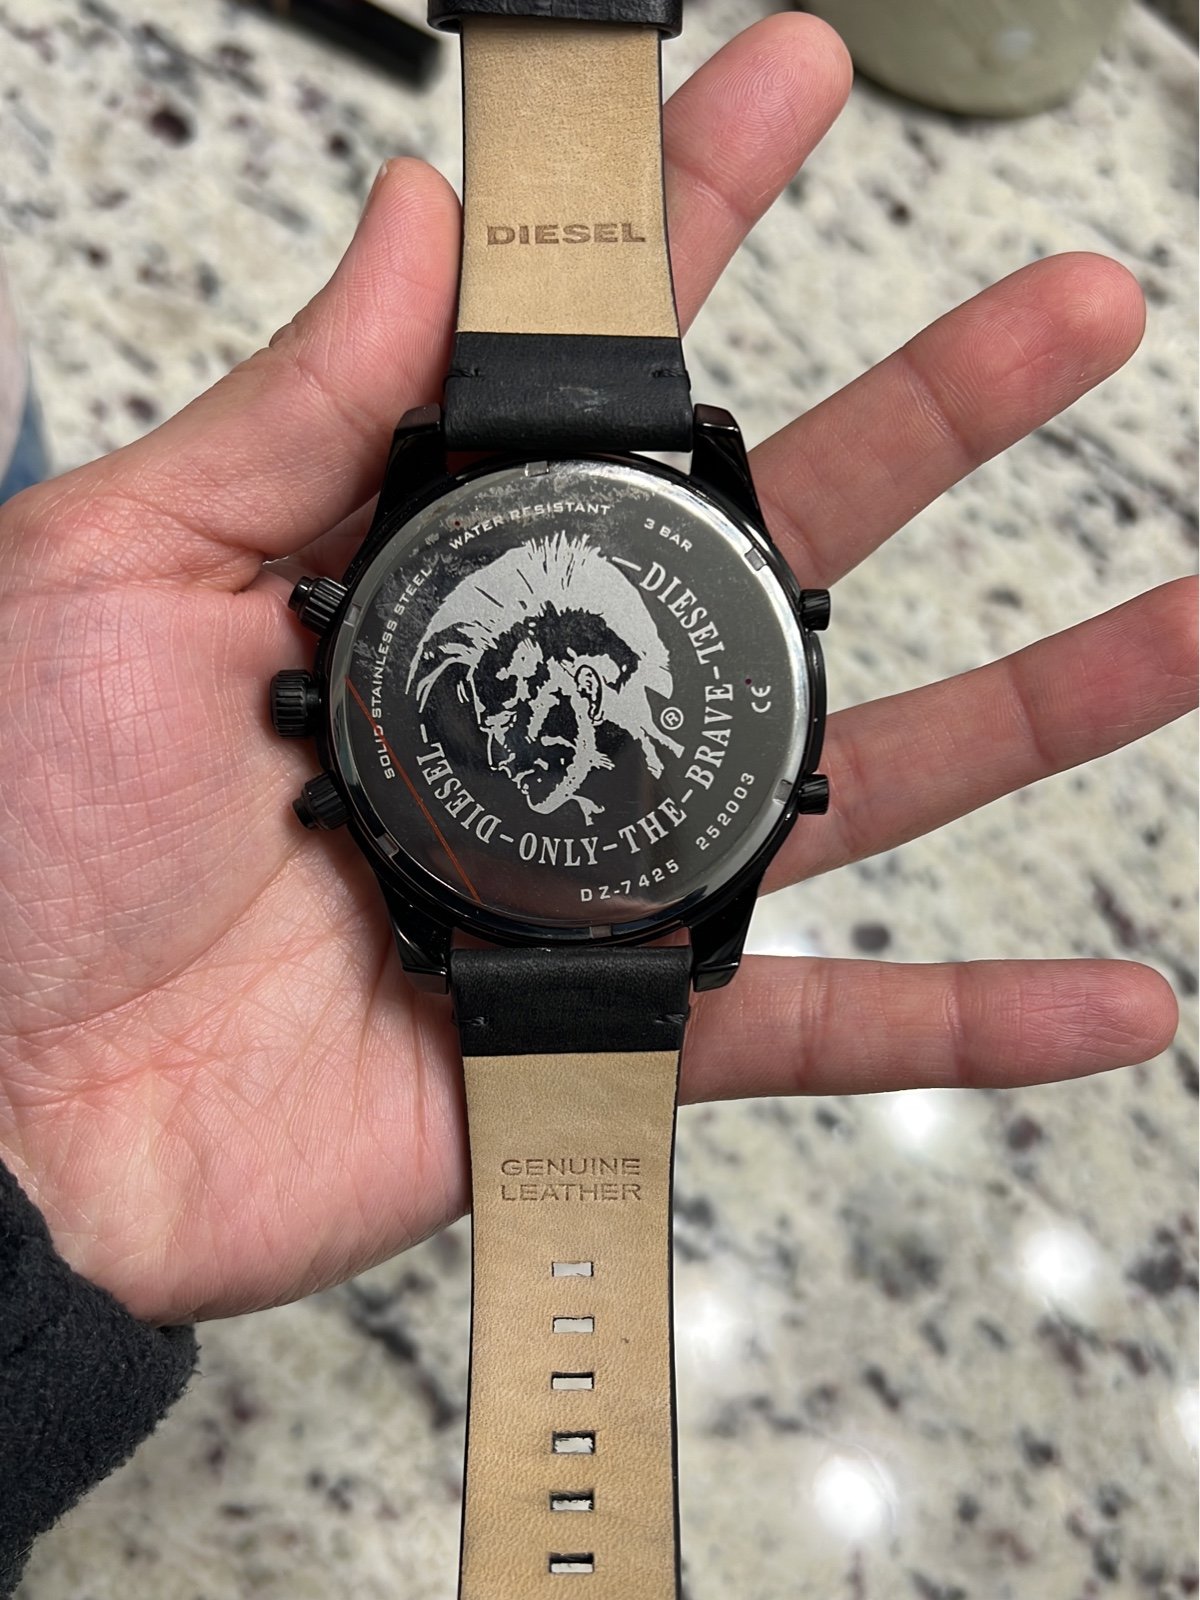 DIESEL
SOLID STAINLESS STEEL WATER RESISTANT 3 BAR
DIESEL-ONLY-THE-BRAVE-DIESEL-
®
CE
DZ-7425 252003
GENUINE
LEATHER